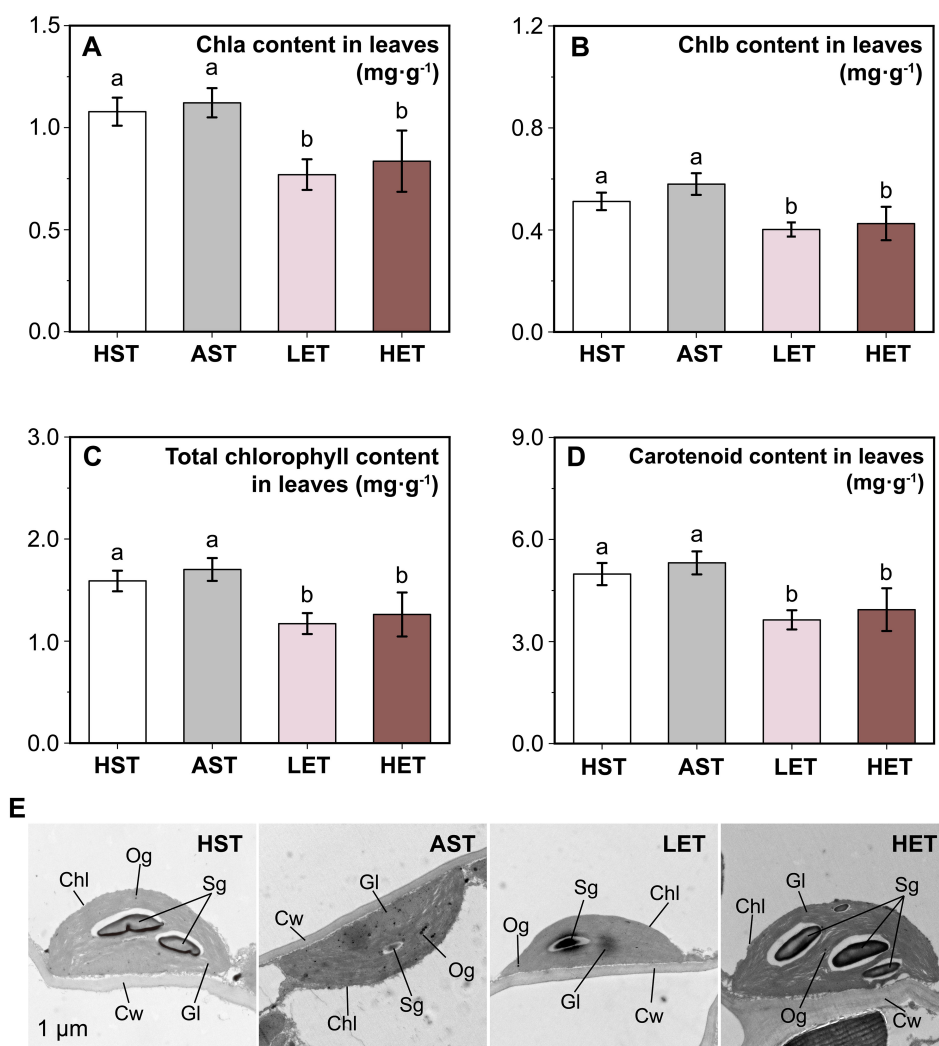 A
Chla content in leaves
(mg·g⁻¹)
1.5
1.0
0.5
0.0
a
a
b
b
HST AST LET HET
B
Chlb content in leaves
(mg·g⁻¹)
1.2
0.8
0.4
0.0
a
a
b
b
HST AST LET HET
C
Total chlorophyll content
in leaves (mg·g⁻¹)
3.0
2.0
1.0
0.0
a
a
b
b
HST AST LET HET
D
Carotenoid content in leaves
(mg·g⁻¹)
9.0
6.0
3.0
0.0
a
a
b
b
HST AST LET HET
E
HST
Og
Chl
Sg
Cw
Gl
1 µm
AST
Gl
Cw
Og
Sg
Chl
LET
Sg
Chl
Og
Gl
Cw
HET
Gl
Sg
Chl
Og
Cw